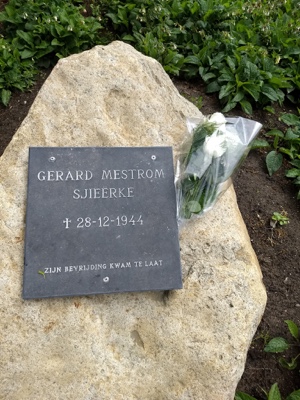 GERARD MESTROM
SJIEERKE
✝ 28-12-1944
ZIJN BEVRIJDING KWAM TE LAAT